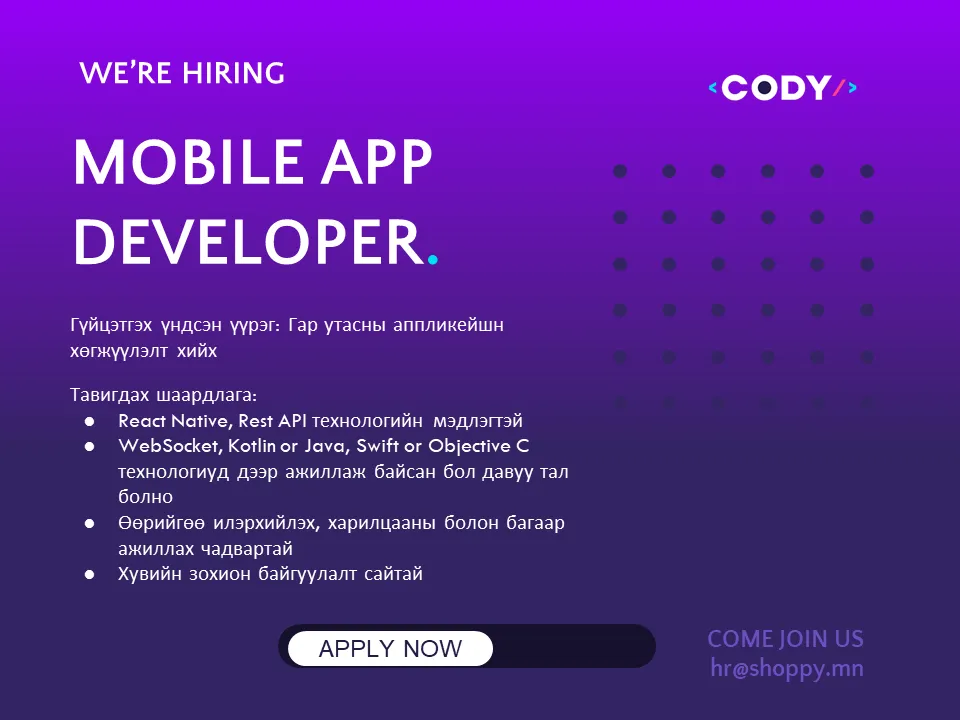 WE’RE HIRING
<CODY/>
MOBILE APP
DEVELOPER.
Гүйцэтгэх үндсэн үүрэг: Гар утасны аппликейшн
хөгжүүлэлт хийх
Тавигдах шаардлага:
● React Native, Rest API технологийн мэдлэгтэй
● WebSocket, Kotlin or Java, Swift or Objective C
технологиуд дээр ажиллаж байсан бол давуу тал
болно
● Өөрийгөө илэрхийлэх, харилцааны болон багаар
ажиллах чадвартай
● Хувийн зохион байгуулалт сайтай
APPLY NOW
COME JOIN US
hr@shoppy.mn